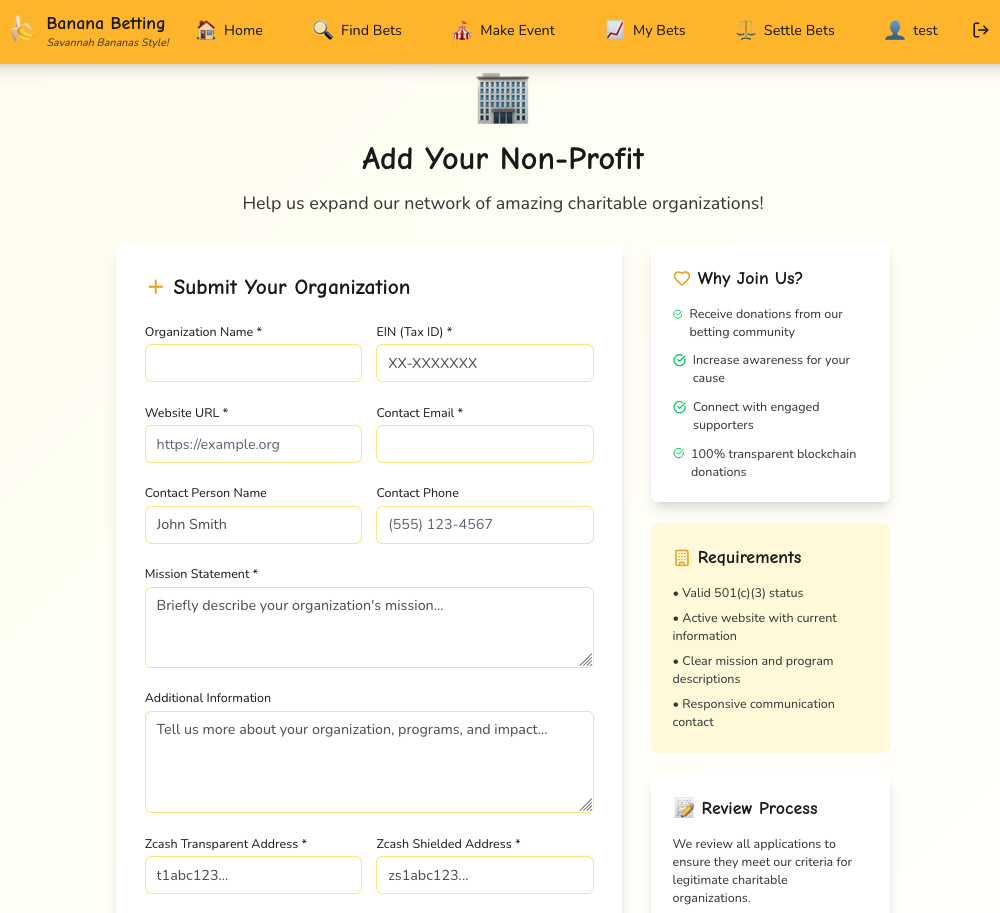 Banana Betting
Savannah Bananas Style!
Home
Find Bets
Make Event
My Bets
Settle Bets
test
Add Your Non-Profit
Help us expand our network of amazing charitable organizations!
Submit Your Organization
Organization Name *
EIN (Tax ID) *
XX-XXXXXXX
Website URL *
Contact Email *
https://example.org
Contact Person Name
Contact Phone
John Smith
(555) 123-4567
Mission Statement *
Briefly describe your organization's mission...
Additional Information
Tell us more about your organization, programs, and impact...
Zcash Transparent Address *
Zcash Shielded Address *
t1abc123...
zs1abc123...
Why Join Us?
Receive donations from our
betting community
Increase awareness for your
cause
Connect with engaged
supporters
100% transparent blockchain
donations
Requirements
• Valid 501(c)(3) status
• Active website with current
information
• Clear mission and program
descriptions
• Responsive communication
contact
Review Process
We review all applications to
ensure they meet our criteria for
legitimate charitable
organizations.